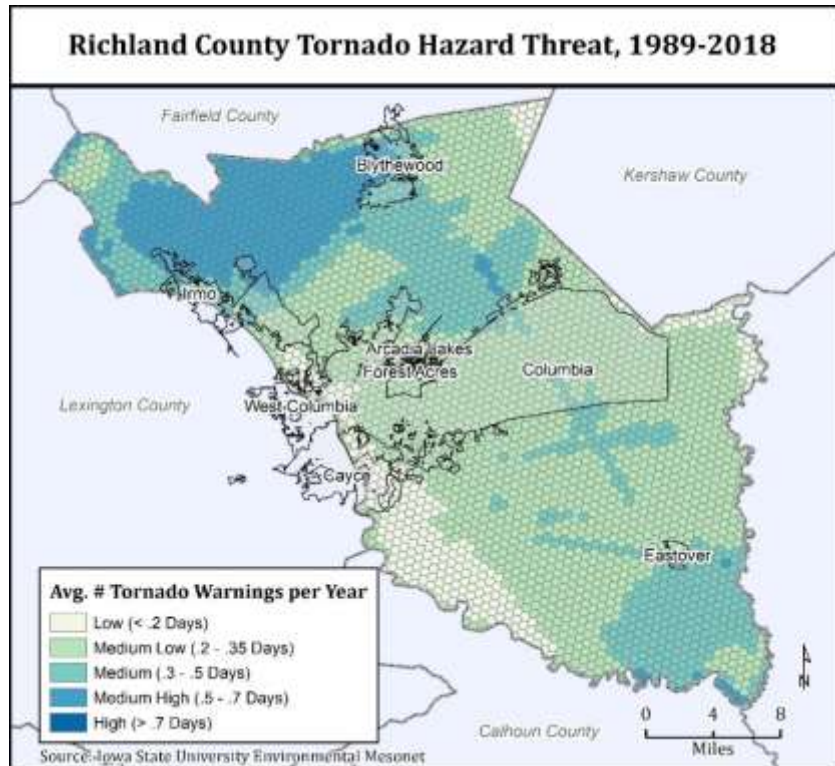 Richland County Tornado Hazard Threat, 1989-2018
Fairfield County
Blythewood
Kershaw County
Irmo
Arcadia Lakes
Forest Acres
Columbia
Lexington County
West Columbia
Cayce
Eastover
Avg. # Tornado Warnings per Year
Low (< .2 Days)
Medium Low (.2 - .35 Days)
Medium (.3 - .5 Days)
Medium High (.5 - .7 Days)
High (> .7 Days)
N
0 4 8
Miles
Calhoun County
Source: Iowa State University Environmental Mesonet